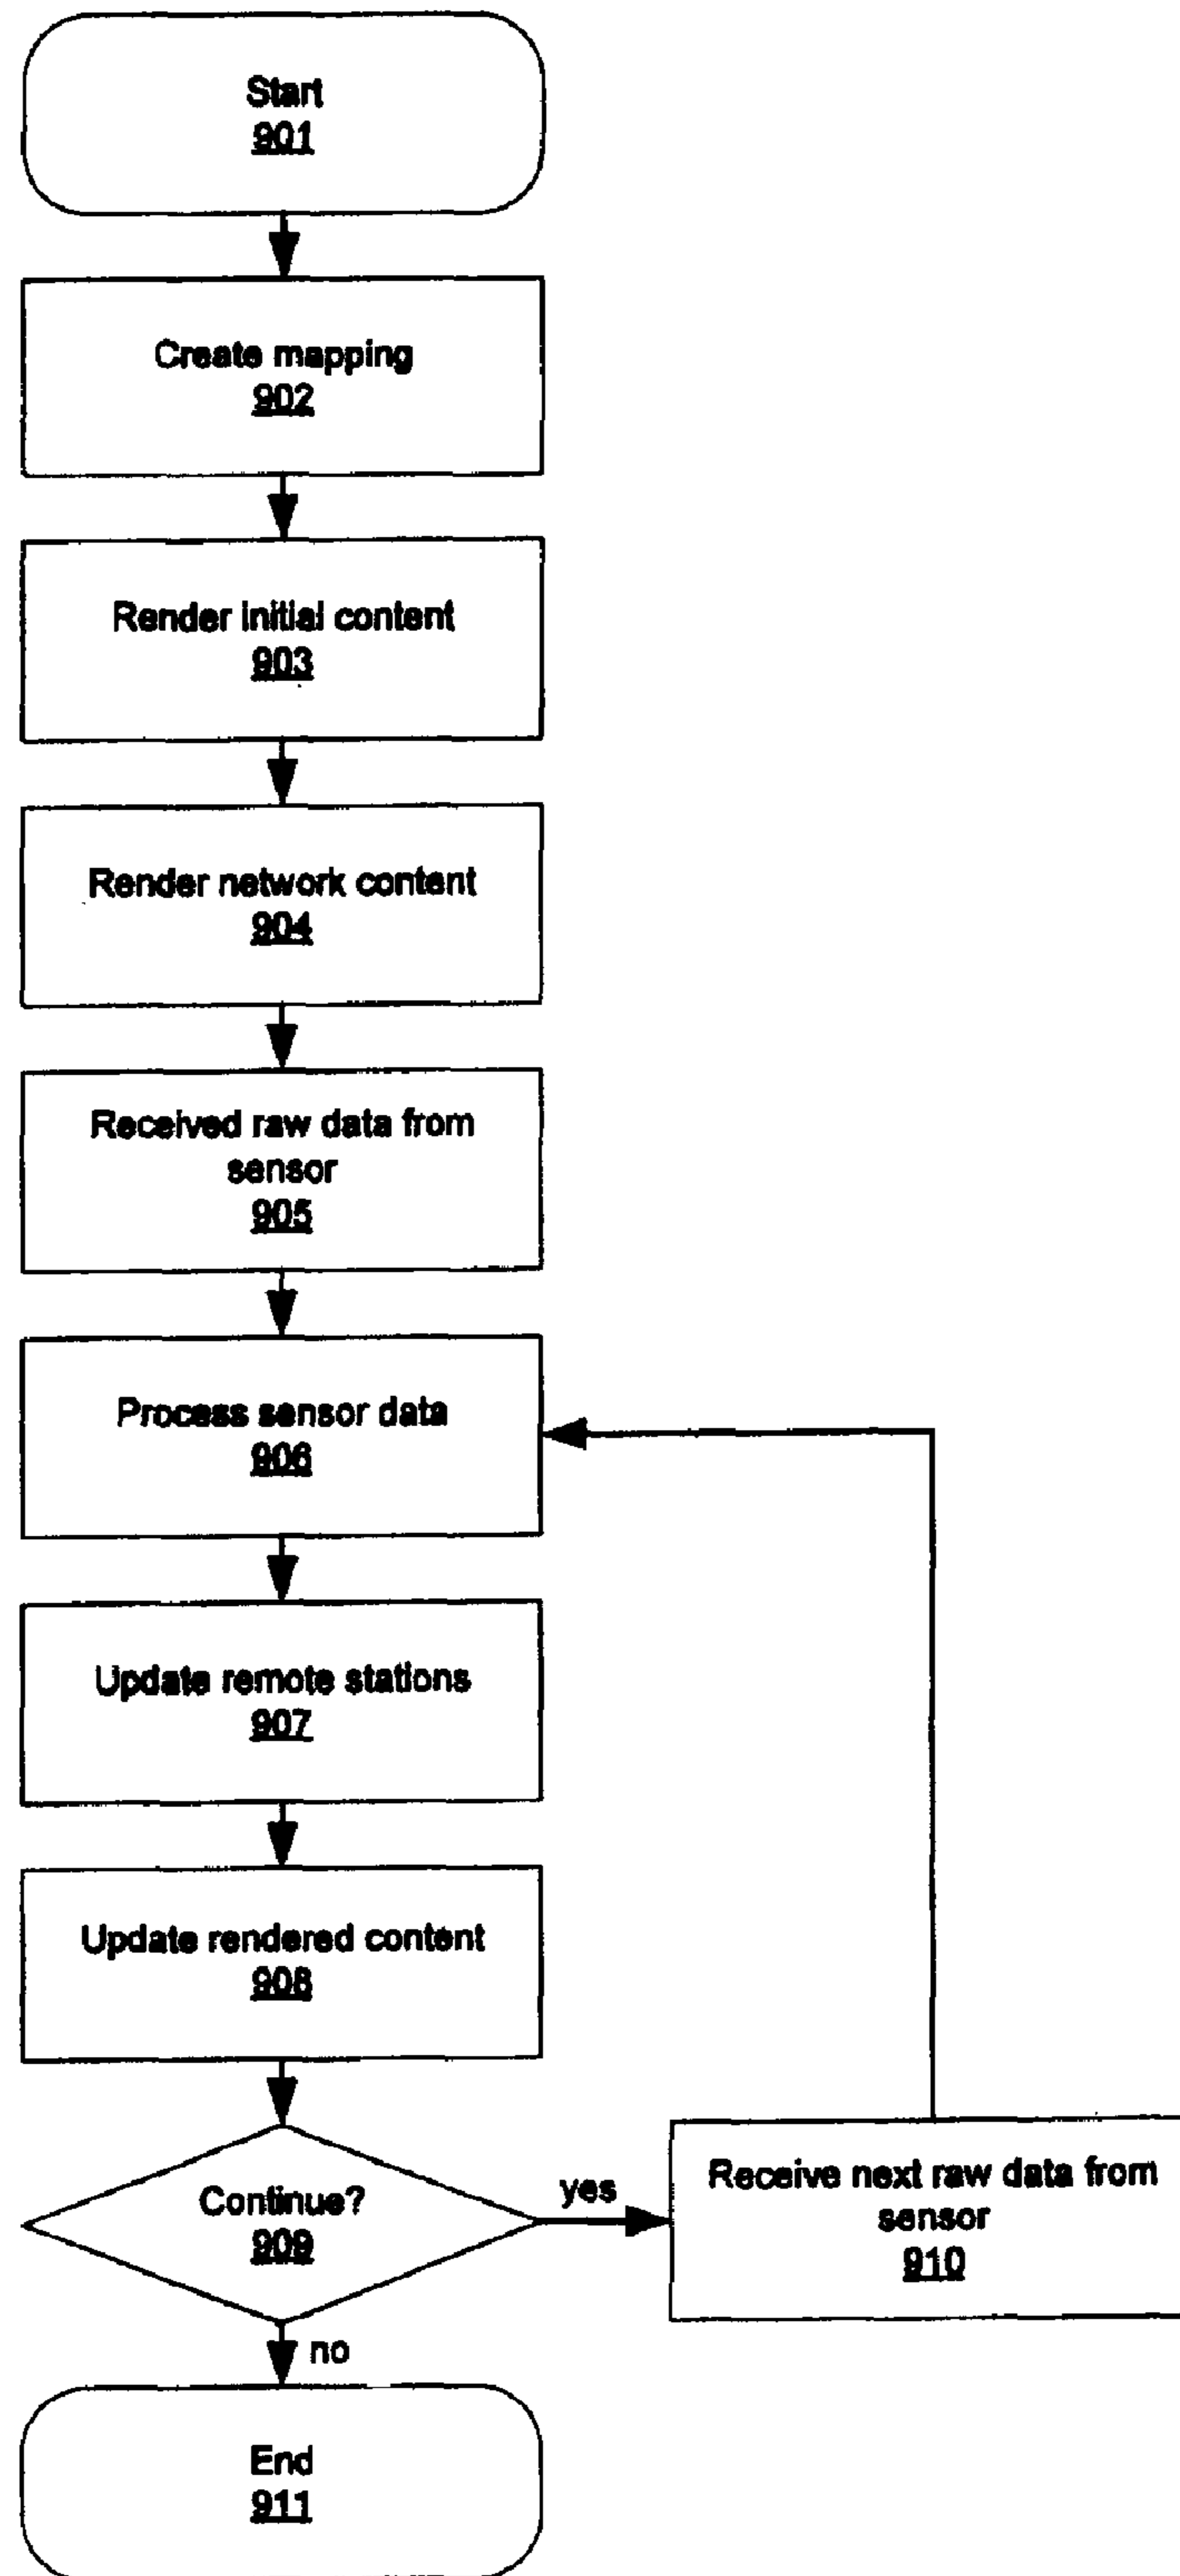 Start
901
Create mapping
902
Render initial content
903
Render network content
904
Received raw data from
sensor
905
Process sensor data
906
Update remote stations
907
Update rendered content
908
Continue?
909
yes
Receive next raw data from
sensor
910
no
End
911